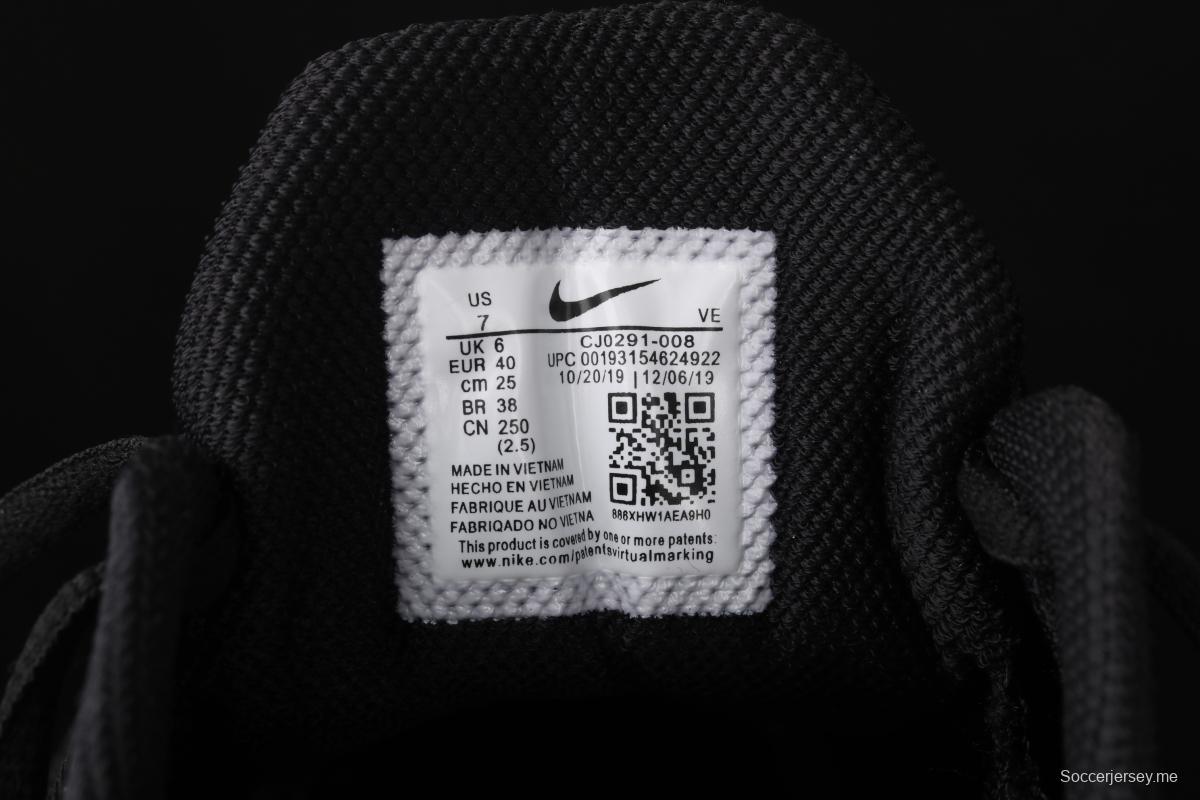 US
7
VE
UK 6
EUR 40
cm 25
BR 38
CN 250
(2.5)
CJ0291-008
UPC 00193154624922
10/20/19 | 12/06/19
886XHW1AEA9H0
MADE IN VIETNAM
HECHO EN VIETNAM
FABRIQUE AU VIETNAM
FABRIQADO NO VIETNA
This product is covered by one or more patents:
www.nike.com/patentsvirtualmarking
Soccerjersey.me